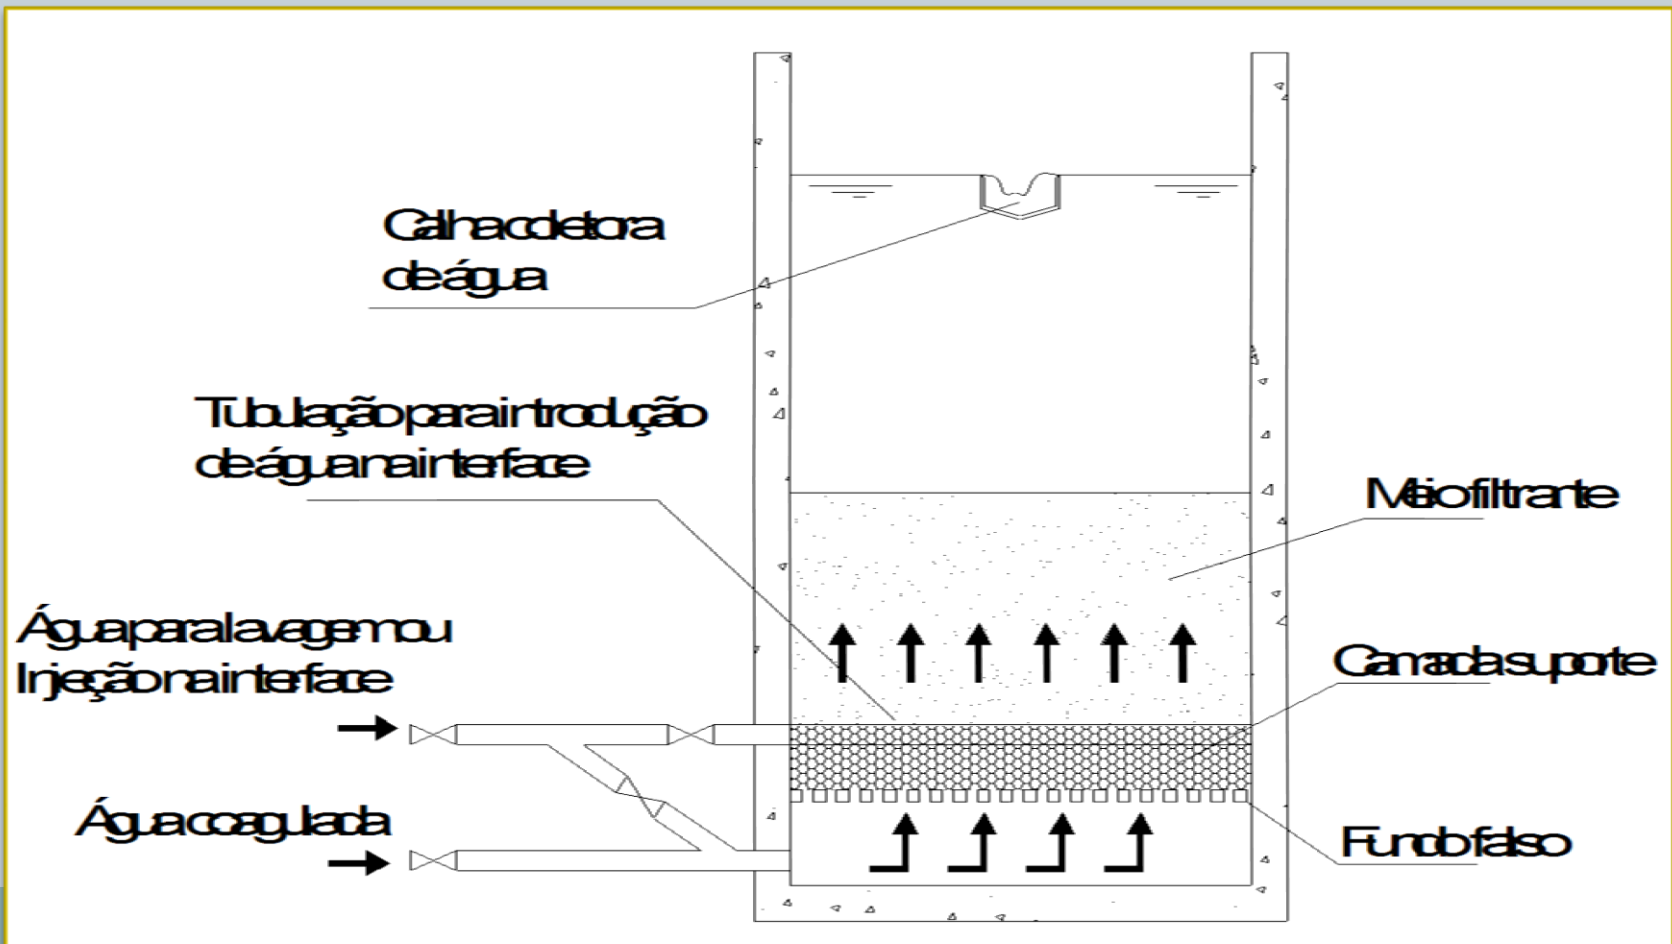 Calha coletora
de água
Tubulação para introdução
de água na interface
Meio filtrante
Água para lavagem ou
Injeção na interface
Camada suporte
Água coagulada
Fundo falso